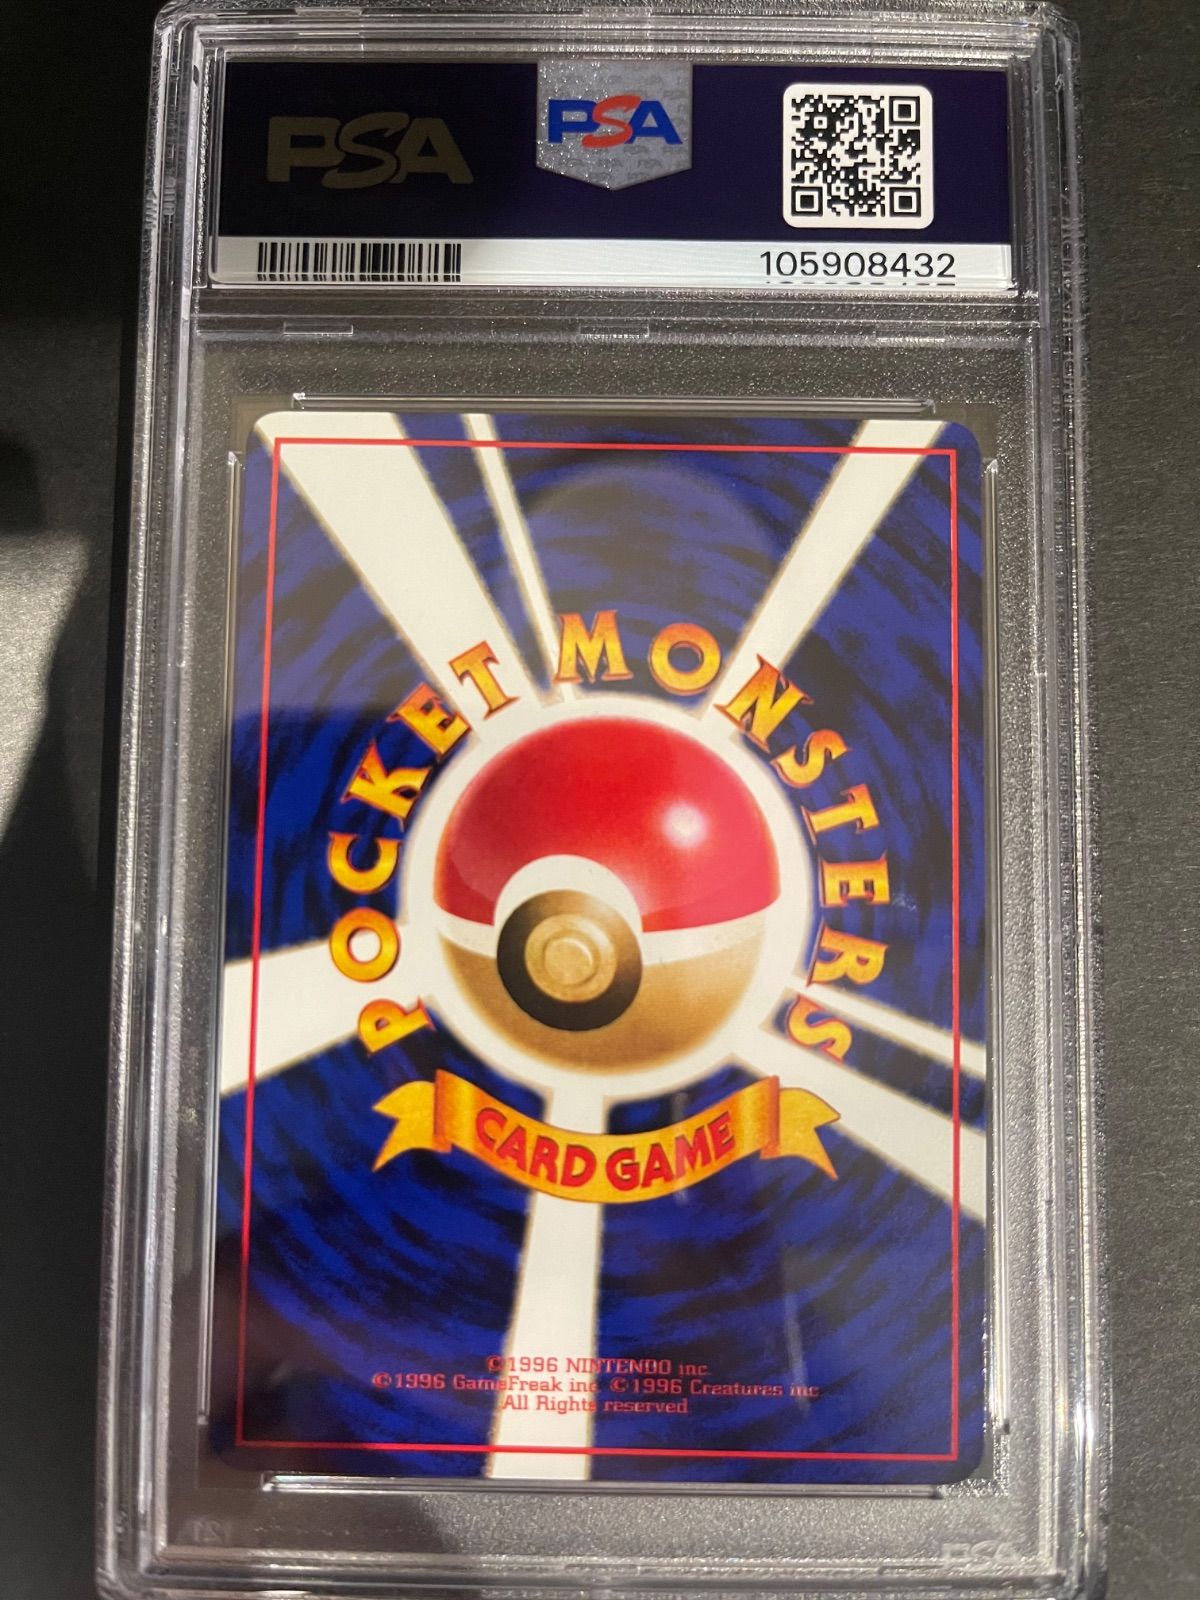 PSA
PSA
105908432
POCKET MONSTERS
CARD GAME
©1996 NINTENDO inc.
©1996 GameFreak inc. ©1996 Creatures inc.
All Rights reserved.
PSA